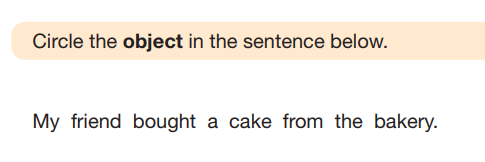 Circle the object in the sentence below.
My friend bought a cake from the bakery.